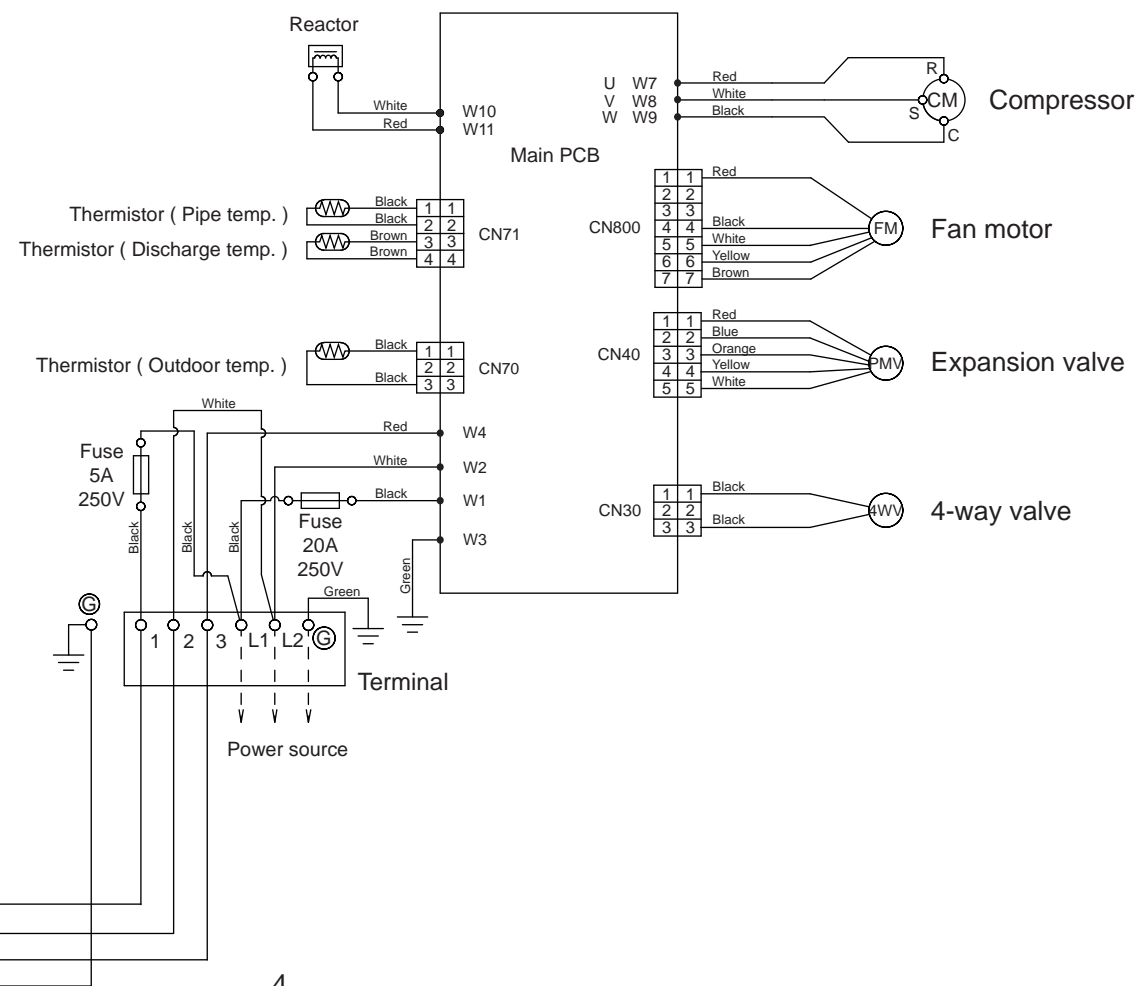 Reactor
White
Red
W10
W11
U W7
V W8
W W9
Red
White
Black
R
S
CM
C
Compressor
Main PCB
Thermistor ( Pipe temp. )
Thermistor ( Discharge temp. )
Black
Black
Brown
Brown
1 1
2 2
3 3
4 4
CN71
CN800
1 1
2 2
3 3
4 4
5 5
6 6
7 7
Red
Black
White
Yellow
Brown
FM
Fan motor
Thermistor ( Outdoor temp. )
Black
Black
1 1
2 2
3 3
CN70
CN40
1 1
2 2
3 3
4 4
5 5
Red
Blue
Orange
Yellow
White
PMV
Expansion valve
White
Red
W4
White
W2
Black
W1
W3
Fuse
5A
250V
Fuse
20A
250V
Black
Black
Black
Green
Green
CN30
1 1
2 2
3 3
Black
Black
4WV
4-way valve
G
1 2 3 L1 L2 G
Terminal
Power source
4